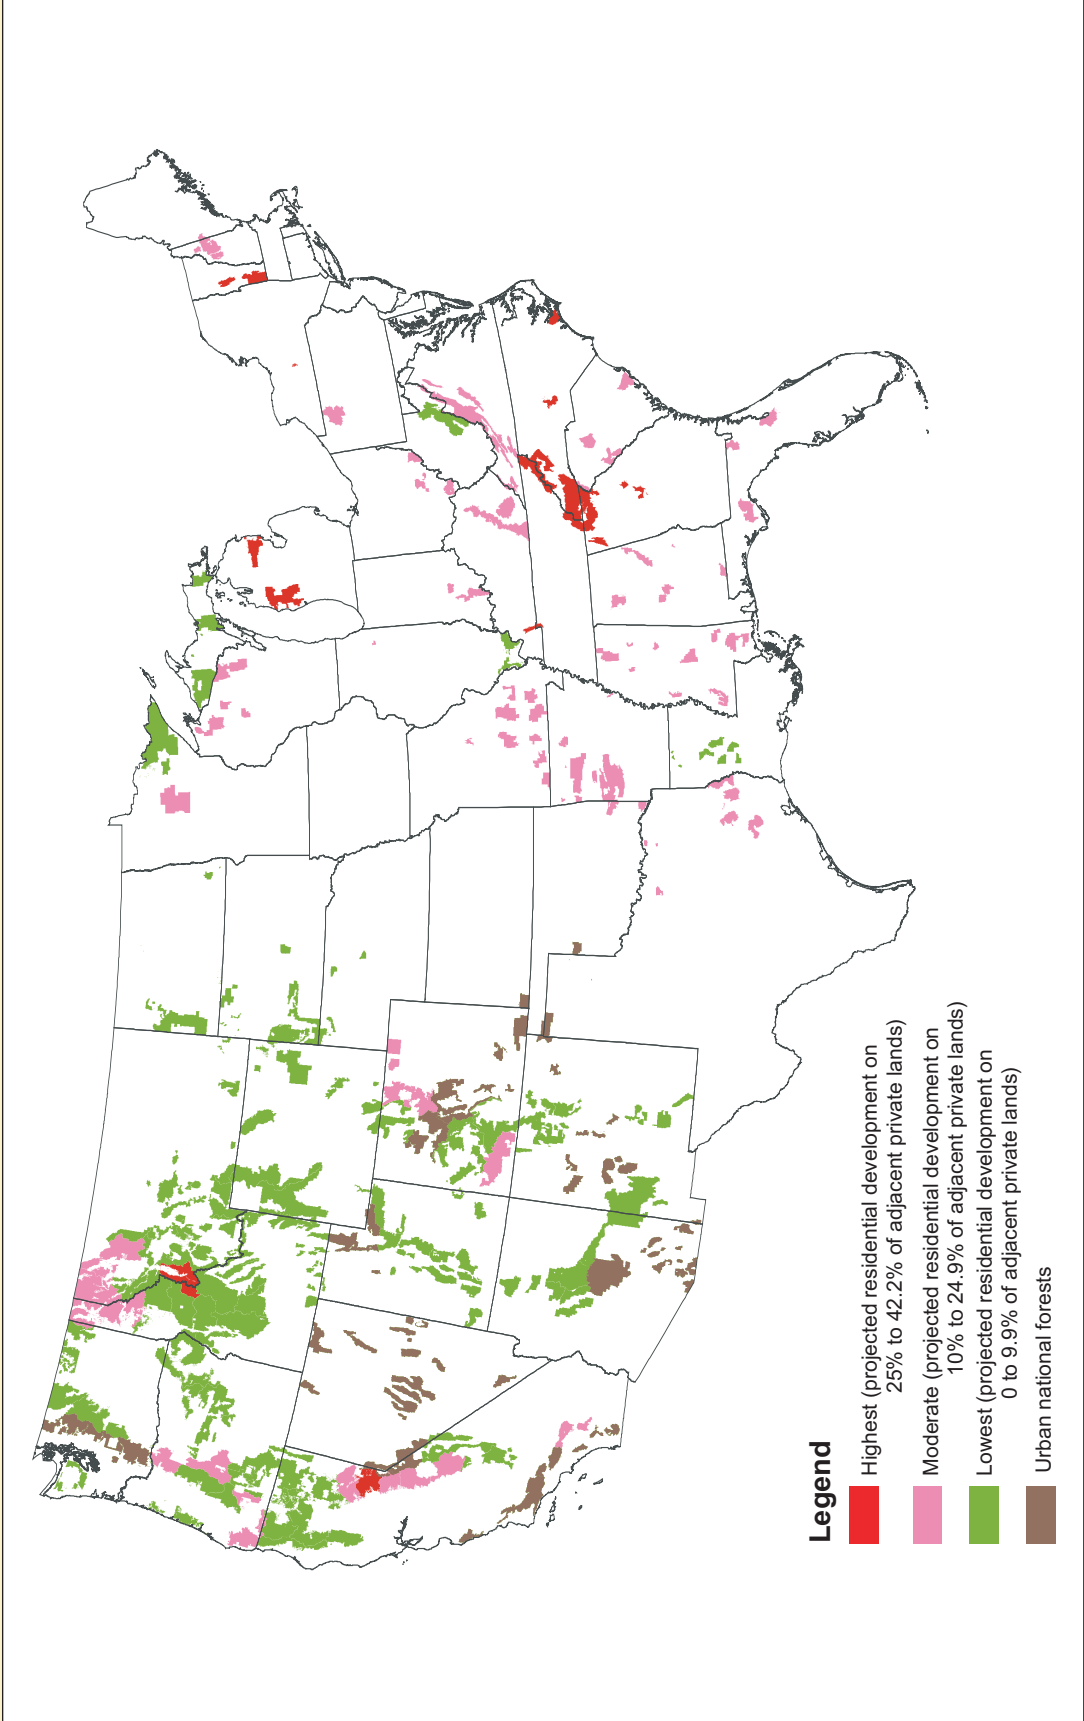 Legend
Highest (projected residential development on
25% to 42.2% of adjacent private lands)
Moderate (projected residential development on
10% to 24.9% of adjacent private lands)
Lowest (projected residential development on
0 to 9.9% of adjacent private lands)
Urban national forests